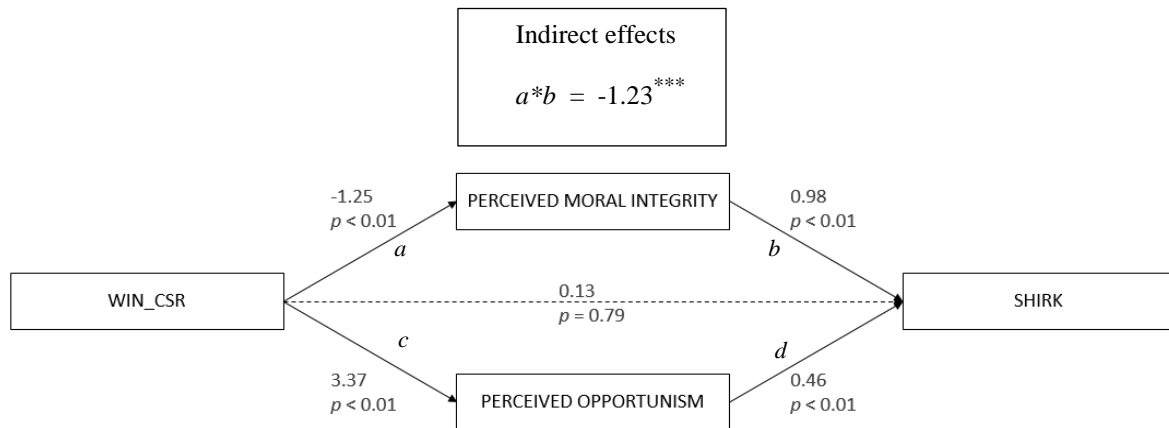 Indirect effects
a*b = -1.23***
-1.25
p < 0.01
PERCEIVED MORAL INTEGRITY
0.98
p < 0.01
a
b
WIN_CSR
0.13
p = 0.79
SHIRK
c
d
3.37
p < 0.01
PERCEIVED OPPORTUNISM
0.46
p < 0.01